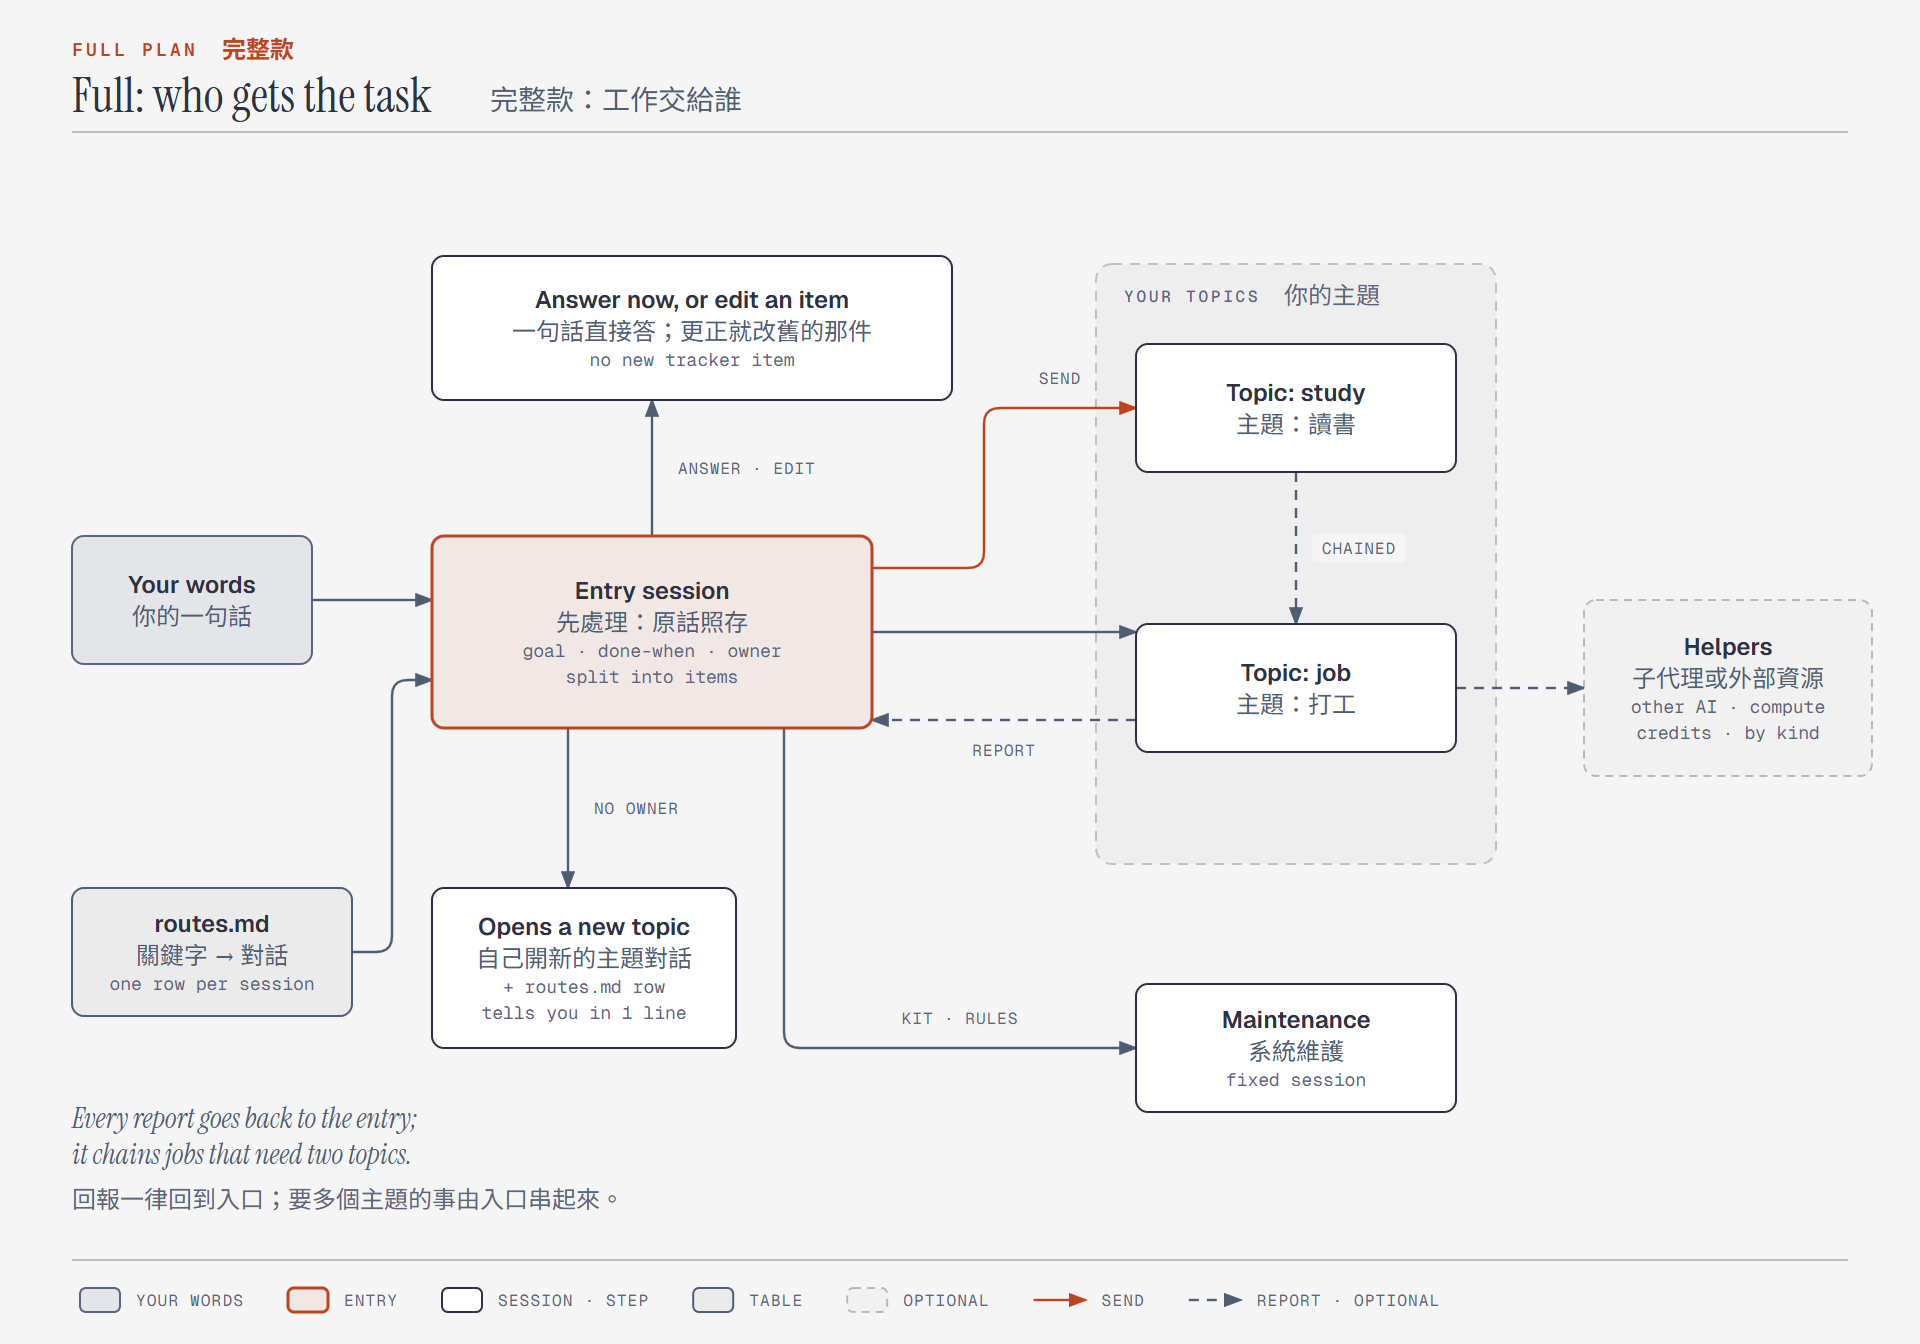 FULL PLAN 完整款
Full: who gets the task 完整款：工作交給誰
Answer now, or edit an item
一句話直接答；更正就改舊的那件
no new tracker item
YOUR TOPICS 你的主題
SEND
Topic: study
主題：讀書
ANSWER · EDIT
CHAINED
Your words
你的一句話
Entry session
先處理：原話照存
goal · done-when · owner
split into items
Topic: job
主題：打工
Helpers
子代理或外部資源
other AI · compute
credits · by kind
REPORT
NO OWNER
routes.md
關鍵字 → 對話
one row per session
Opens a new topic
自己開新的主題對話
+ routes.md row
tells you in 1 line
KIT · RULES
Maintenance
系統維護
fixed session
Every report goes back to the entry;
it chains jobs that need two topics.
回報一律回到入口；要多個主題的事由入口串起來。
YOUR WORDS
ENTRY
SESSION · STEP
TABLE
OPTIONAL
SEND
REPORT · OPTIONAL